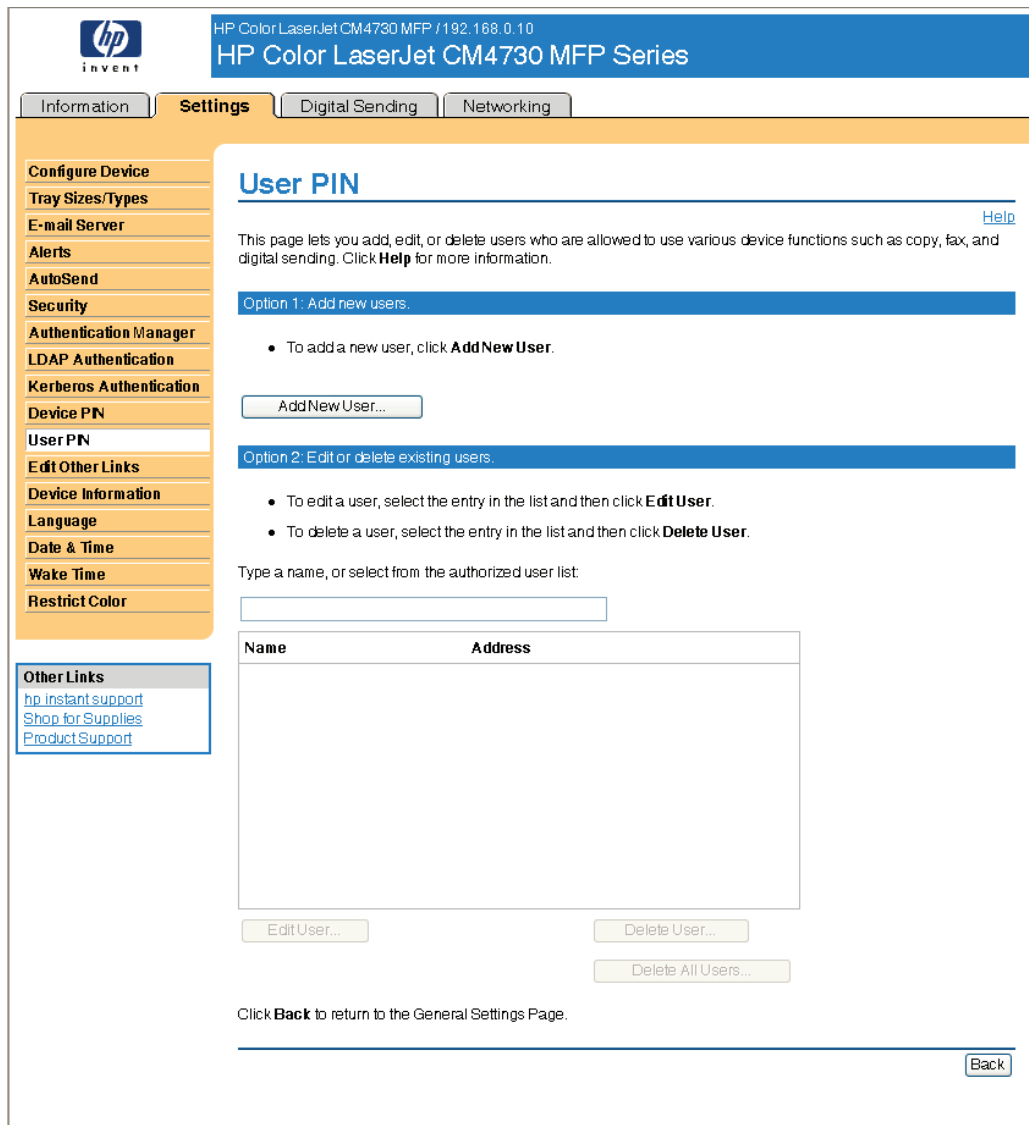 hp
invent
HP Color LaserJet CM4730 MFP / 192.168.0.10
HP Color LaserJet CM4730 MFP Series
Information
Settings
Digital Sending
Networking
Configure Device
Tray Sizes/Types
E-mail Server
Alerts
AutoSend
Security
Authentication Manager
LDAP Authentication
Kerberos Authentication
Device PIN
User PIN
Edit Other Links
Device Information
Language
Date & Time
Wake Time
Restrict Color
Other Links
hp instant support
Shop for Supplies
Product Support
User PIN
Help
This page lets you add, edit, or delete users who are allowed to use various device functions such as copy, fax, and
digital sending. Click Help for more information.
Option 1: Add new users.
• To add a new user, click Add New User.
Add New User...
Option 2: Edit or delete existing users.
• To edit a user, select the entry in the list and then click Edit User.
• To delete a user, select the entry in the list and then click Delete User.
Type a name, or select from the authorized user list:
Name Address
Edit User...
Delete User...
Delete All Users...
Click Back to return to the General Settings Page.
Back